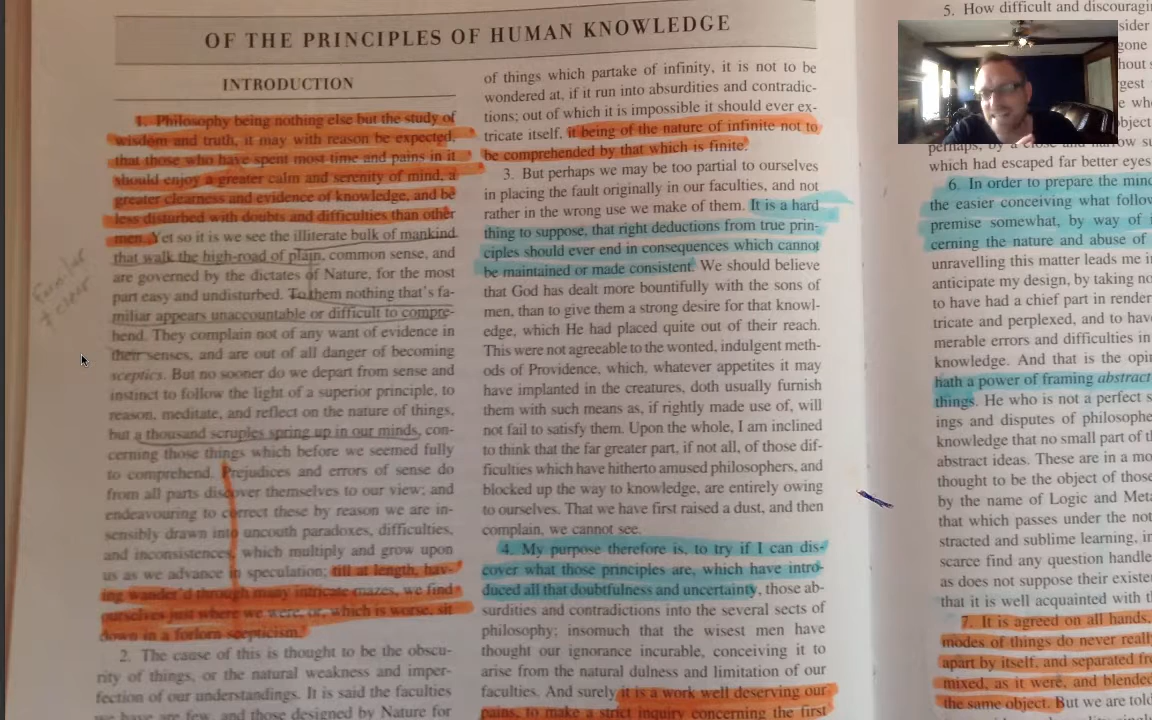 OF THE PRINCIPLES OF HUMAN KNOWLEDGE
INTRODUCTION
1. Philosophy being nothing else but the study of
wisdom and truth, it may with reason be expected,
that those who have spent most time and pains in it
should enjoy a greater calm and serenity of mind, a
greater clearness and evidence of knowledge, and be
less disturbed with doubts and difficulties than other
men. Yet so it is we see the illiterate bulk of mankind
that walk the high-road of plain, common sense, and
are governed by the dictates of Nature, for the most
part easy and undisturbed. To them nothing that's fa-
miliar appears unaccountable or difficult to compre-
hend. They complain not of any want of evidence in
their senses, and are out of all danger of becoming
sceptics. But no sooner do we depart from sense and
instinct to follow the light of a superior principle, to
reason, meditate, and reflect on the nature of things,
but a thousand scruples spring up in our minds, con-
cerning those things which before we seemed fully
to comprehend. Prejudices and errors of sense do
from all parts discover themselves to our view; and
endeavouring to correct these by reason we are in-
sensibly drawn into uncouth paradoxes, difficulties,
and inconsistences, which multiply and grow upon
us as we advance in speculation; till at length, hav-
ing wander'd through many intricate mazes, we find
ourselves just where we were, or, which is worse, sit
down in a forlorn scepticism.
2. The cause of this is thought to be the obscu-
rity of things, or the natural weakness and imper-
fection of our understandings. It is said the faculties
we have are few, and those designed by Nature for
of things which partake of infinity, it is not to be
wondered at, if it run into absurdities and contradic-
tions; out of which it is impossible it should ever ex-
tricate itself, it being of the nature of infinite not to
be comprehended by that which is finite.
3. But perhaps we may be too partial to ourselves
in placing the fault originally in our faculties, and not
rather in the wrong use we make of them. It is a hard
thing to suppose, that right deductions from true prin-
ciples should ever end in consequences which cannot
be maintained or made consistent. We should believe
that God has dealt more bountifully with the sons of
men, than to give them a strong desire for that knowl-
edge, which He had placed quite out of their reach.
This were not agreeable to the wonted, indulgent meth-
ods of Providence, which, whatever appetites it may
have implanted in the creatures, doth usually furnish
them with such means as, if rightly made use of, will
not fail to satisfy them. Upon the whole, I am inclined
to think that the far greater part, if not all, of those dif-
ficulties which have hitherto amused philosophers, and
blocked up the way to knowledge, are entirely owing
to ourselves. That we have first raised a dust, and then
complain, we cannot see.
4. My purpose therefore is, to try if I can dis-
cover what those principles are, which have intro-
duced all that doubtfulness and uncertainty, those ab-
surdities and contradictions into the several sects of
philosophy; insomuch that the wisest men have
thought our ignorance incurable, conceiving it to
arise from the natural dulness and limitation of our
faculties. And surely it is a work well deserving our
pains, to make a strict inquiry concerning the first
5. How difficult and discouragi
which had escaped far better eyes
6. In order to prepare the min
the easier conceiving what follow
premise somewhat, by way of
cerning the nature and abuse of
unravelling this matter leads me i
anticipate my design, by taking no
to have had a chief part in render
tricate and perplexed, and to hav
merable errors and difficulties in
knowledge. And that is the opi
hath a power of framing abstract
things. He who is not a perfect s
ings and disputes of philosophe
knowledge that no small part of t
abstract ideas. These are in a mo
thought to be the object of those
by the name of Logic and Meta
that which passes under the not
stracted and sublime learning, in
scarce find any question handle
as does not suppose their existe
that it is well acquainted with t
7. It is agreed on all hands,
modes of things do never reall
apart by itself, and separated fr
mixed, as it were, and blended
the same object. But we are told